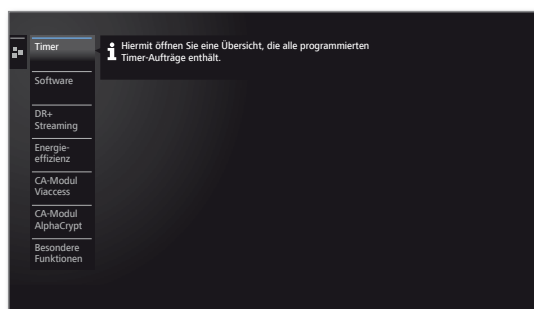 Timer
Hiermit öffnen Sie eine Übersicht, die alle programmierten
Timer-Aufträge enthält.
Software
DR+
Streaming
Energie-
effizienz
CA-Modul
Viaccess
CA-Modul
AlphaCrypt
Besondere
Funktionen